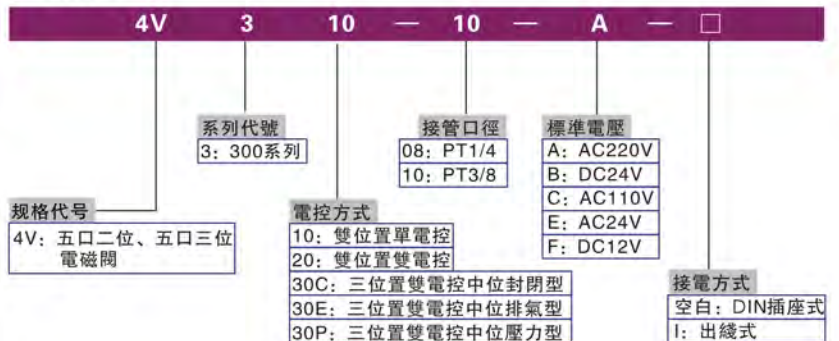 4V 3 10 — 10 — A — □
系列代號
3：300系列
接管口徑
08：PT1/4
10：PT3/8
標準電壓
A：AC220V
B：DC24V
C：AC110V
E：AC24V
F：DC12V
规格代号
4V：五口二位、五口三位
電磁閥
電控方式
10：雙位置單電控
20：雙位置雙電控
30C：三位置雙電控中位封閉型
30E：三位置雙電控中位排氣型
30P：三位置雙電控中位壓力型
接電方式
空白：DIN插座式
I：出綫式